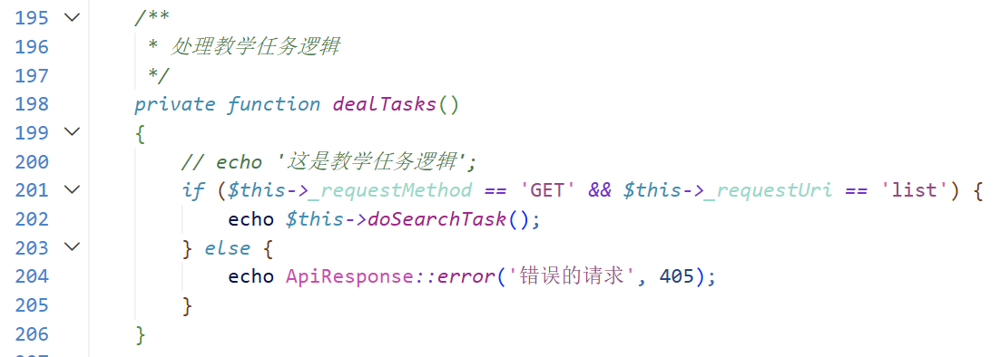 195 /**
196  * 处理教学任务逻辑
197  */
198 private function dealTasks()
199 {
200     // echo '这是教学任务逻辑';
201     if ($this->_requestMethod == 'GET' && $this->_requestUri == 'list') {
202         echo $this->doSearchTask();
203     } else {
204         echo ApiResponse::error('错误的请求', 405);
205     }
206 }